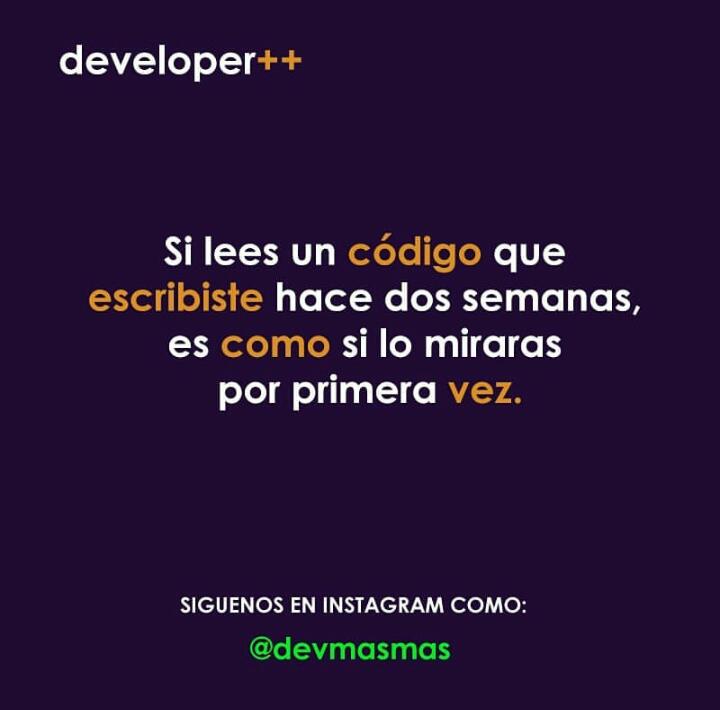 developer++
Si lees un código que
escribiste hace dos semanas,
es como si lo miraras
por primera vez.
SIGUENOS EN INSTAGRAM COMO:
@devmasmas